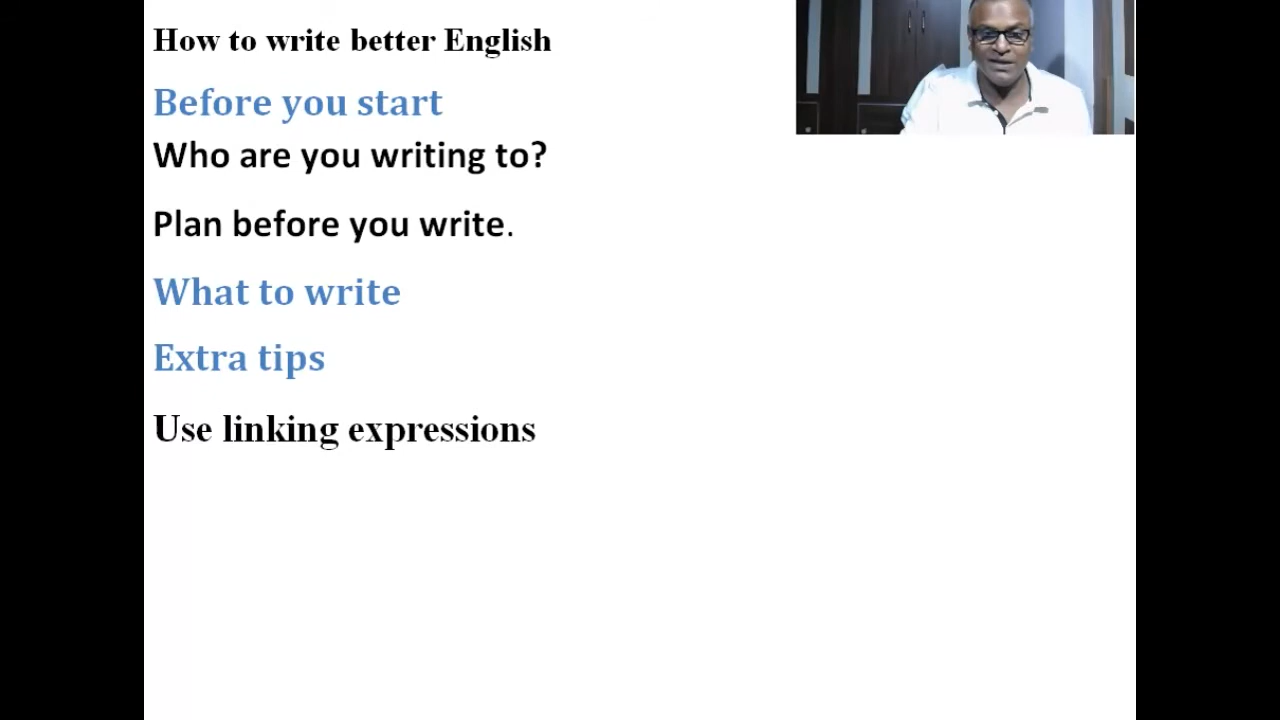 How to write better English
Before you start
Who are you writing to?
Plan before you write.
What to write
Extra tips
Use linking expressions